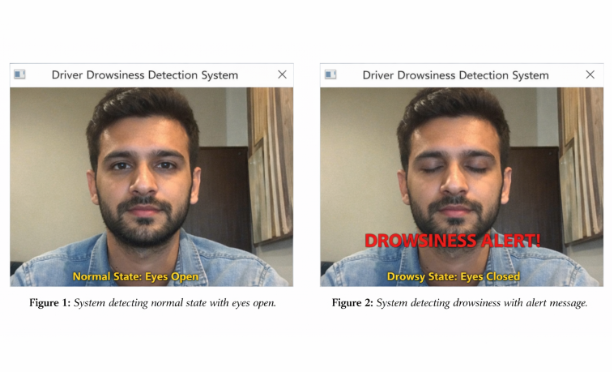 Driver Drowsiness Detection System
Normal State: Eyes Open
Figure 1: System detecting normal state with eyes open.
Driver Drowsiness Detection System
DROWSINESS ALERT!
Drowsy State: Eyes Closed
Figure 2: System detecting drowsiness with alert message.